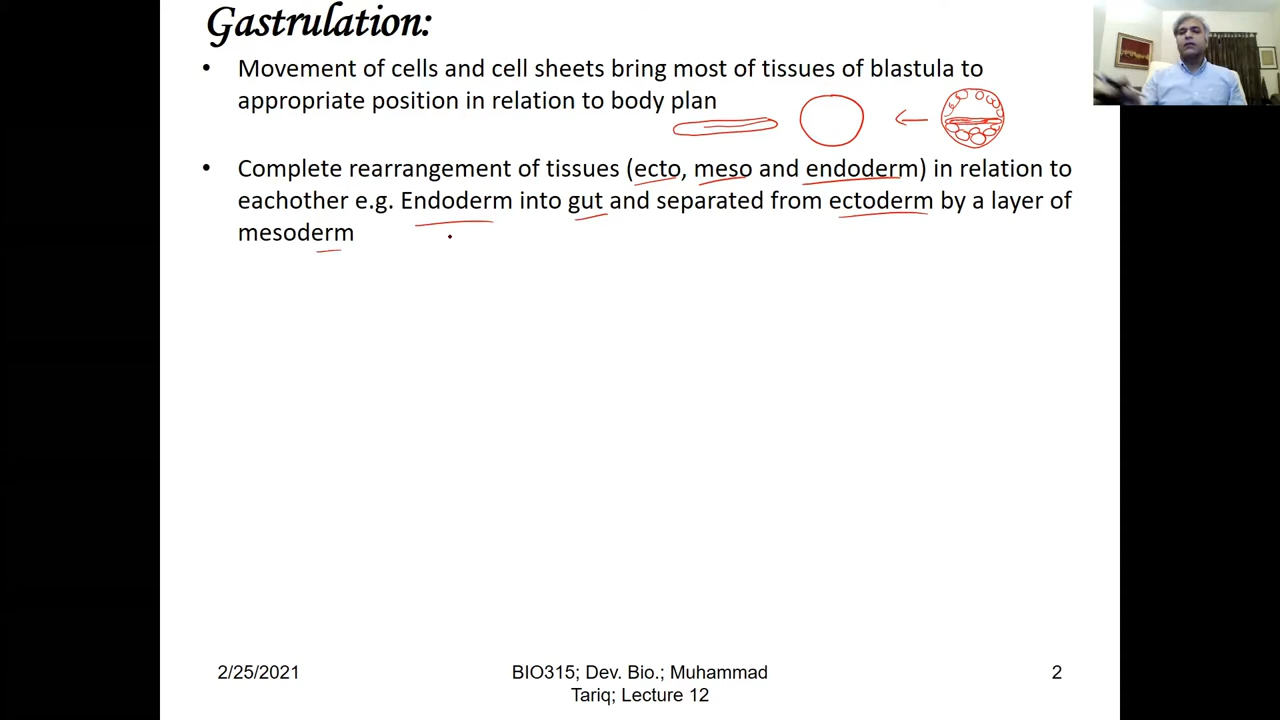 Gastrulation:
• Movement of cells and cell sheets bring most of tissues of blastula to
appropriate position in relation to body plan
• Complete rearrangement of tissues (ecto, meso and endoderm) in relation to
eachother e.g. Endoderm into gut and separated from ectoderm by a layer of
mesoderm
2/25/2021
BIO315; Dev. Bio.; Muhammad
Tariq; Lecture 12
2